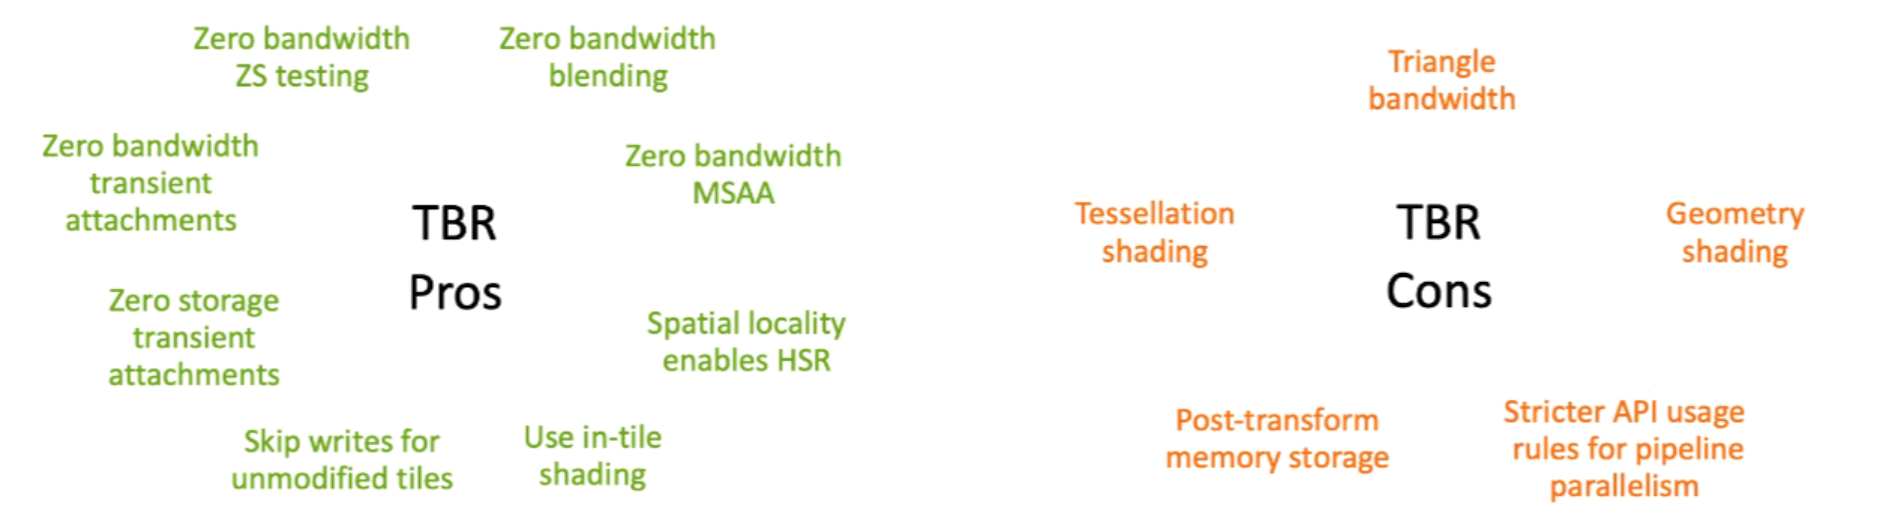 Zero bandwidth
ZS testing
Zero bandwidth
blending
Zero bandwidth
transient
attachments
Zero bandwidth
MSAA
TBR
Pros
Zero storage
transient
attachments
Spatial locality
enables HSR
Skip writes for
unmodified tiles
Use in-tile
shading
Triangle
bandwidth
Tessellation
shading
TBR
Cons
Geometry
shading
Post-transform
memory storage
Stricter API usage
rules for pipeline
parallelism